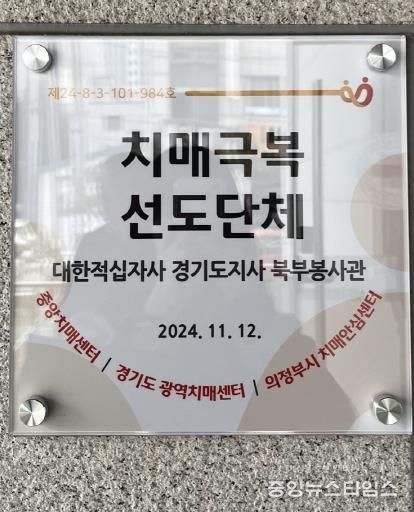 제24-8-3-101-984호
치매극복
선도단체
대한적십자사 경기도지사 북부봉사관
2024. 11. 12.
중앙치매센터 | 경기도 광역치매센터 | 의정부시 치매안심센터
중앙뉴스타임스